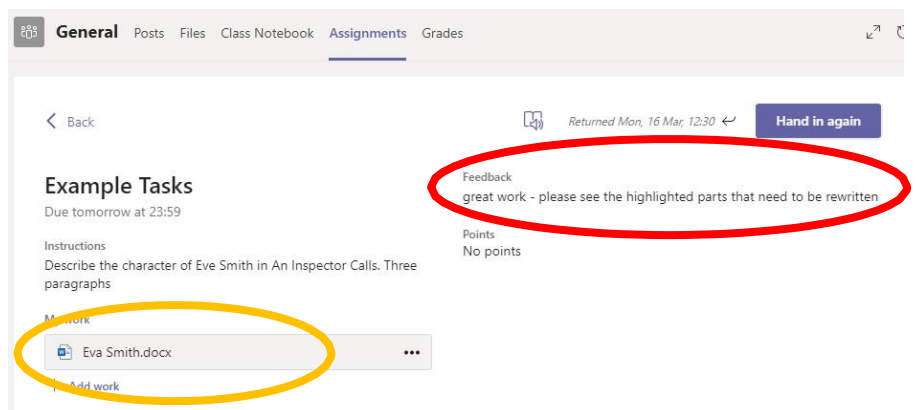 General Posts Files Class Notebook Assignments Grades
Back
Returned Mon, 16 Mar, 12:30
Hand in again
Example Tasks
Due tomorrow at 23:59
Instructions
Describe the character of Eve Smith in An Inspector Calls. Three
paragraphs
My work
Eva Smith.docx
Add work
Feedback
great work - please see the highlighted parts that need to be rewritten
Points
No points